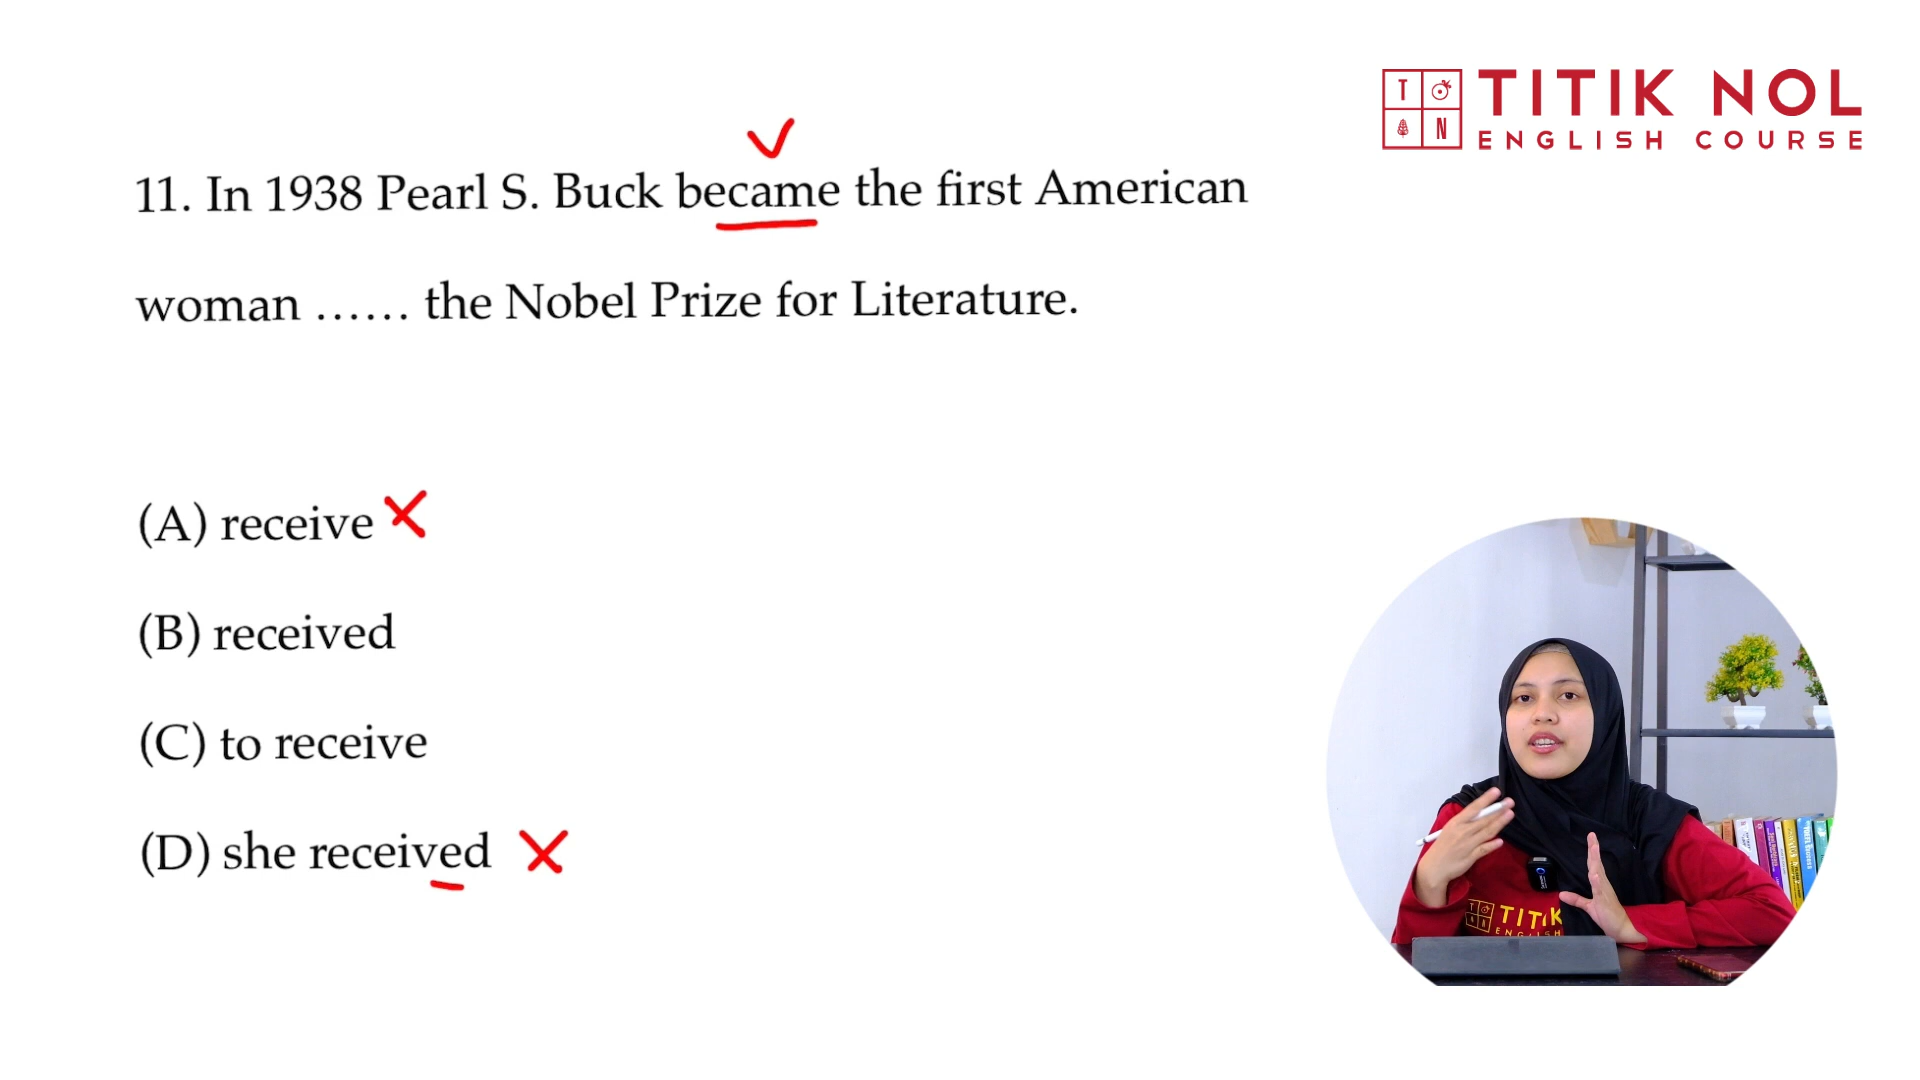 TITIK NOL
ENGLISH COURSE
T
N
11. In 1938 Pearl S. Buck became the first American
woman ...... the Nobel Prize for Literature.
(A) receive
(B) received
(C) to receive
(D) she received
TITIK
ENGLISH